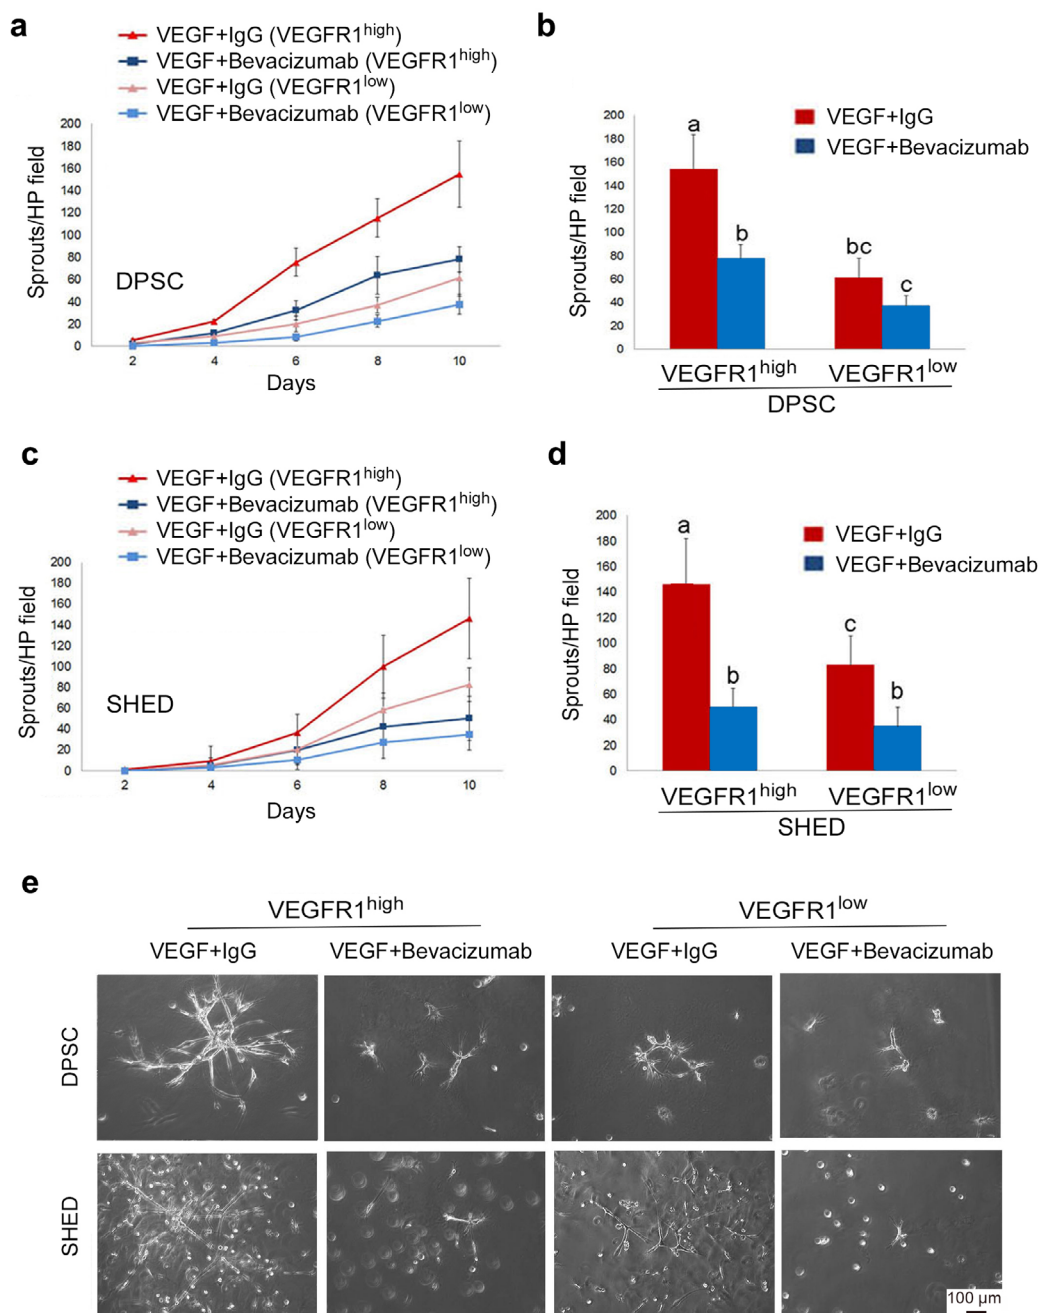 a
VEGF+IgG (VEGFR1high)
VEGF+Bevacizumab (VEGFR1high)
VEGF+IgG (VEGFR1low)
VEGF+Bevacizumab (VEGFR1low)
200
180
160
140
120
100
80
60
40
20
0
Sprouts/HP field
DPSC
2 4 6 8 10
Days
b
VEGF+IgG
VEGF+Bevacizumab
200
180
160
140
120
100
80
60
40
20
0
Sprouts/HP field
a
b
bc
c
VEGFR1high VEGFR1low
DPSC
c
VEGF+IgG (VEGFR1high)
VEGF+Bevacizumab (VEGFR1high)
VEGF+IgG (VEGFR1low)
VEGF+Bevacizumab (VEGFR1low)
200
180
160
140
120
100
80
60
40
20
0
Sprouts/HP field
SHED
2 4 6 8 10
Days
d
VEGF+IgG
VEGF+Bevacizumab
200
180
160
140
120
100
80
60
40
20
0
Sprouts/HP field
a
b
c
b
VEGFR1high VEGFR1low
SHED
e
VEGFR1high VEGFR1low
VEGF+IgG VEGF+Bevacizumab VEGF+IgG VEGF+Bevacizumab
DPSC
SHED
100 µm